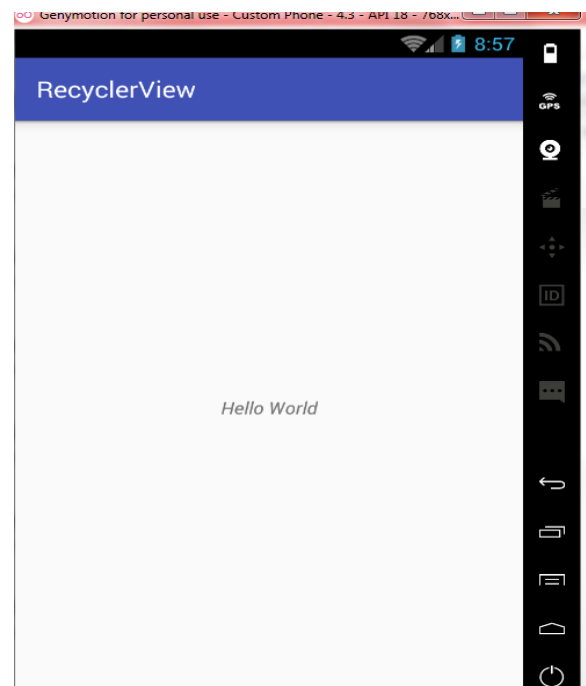 Genymotion for personal use - Custom Phone - 4.3 - API 18 - 768x...
8:57
RecyclerView
GPS
ID
Hello World